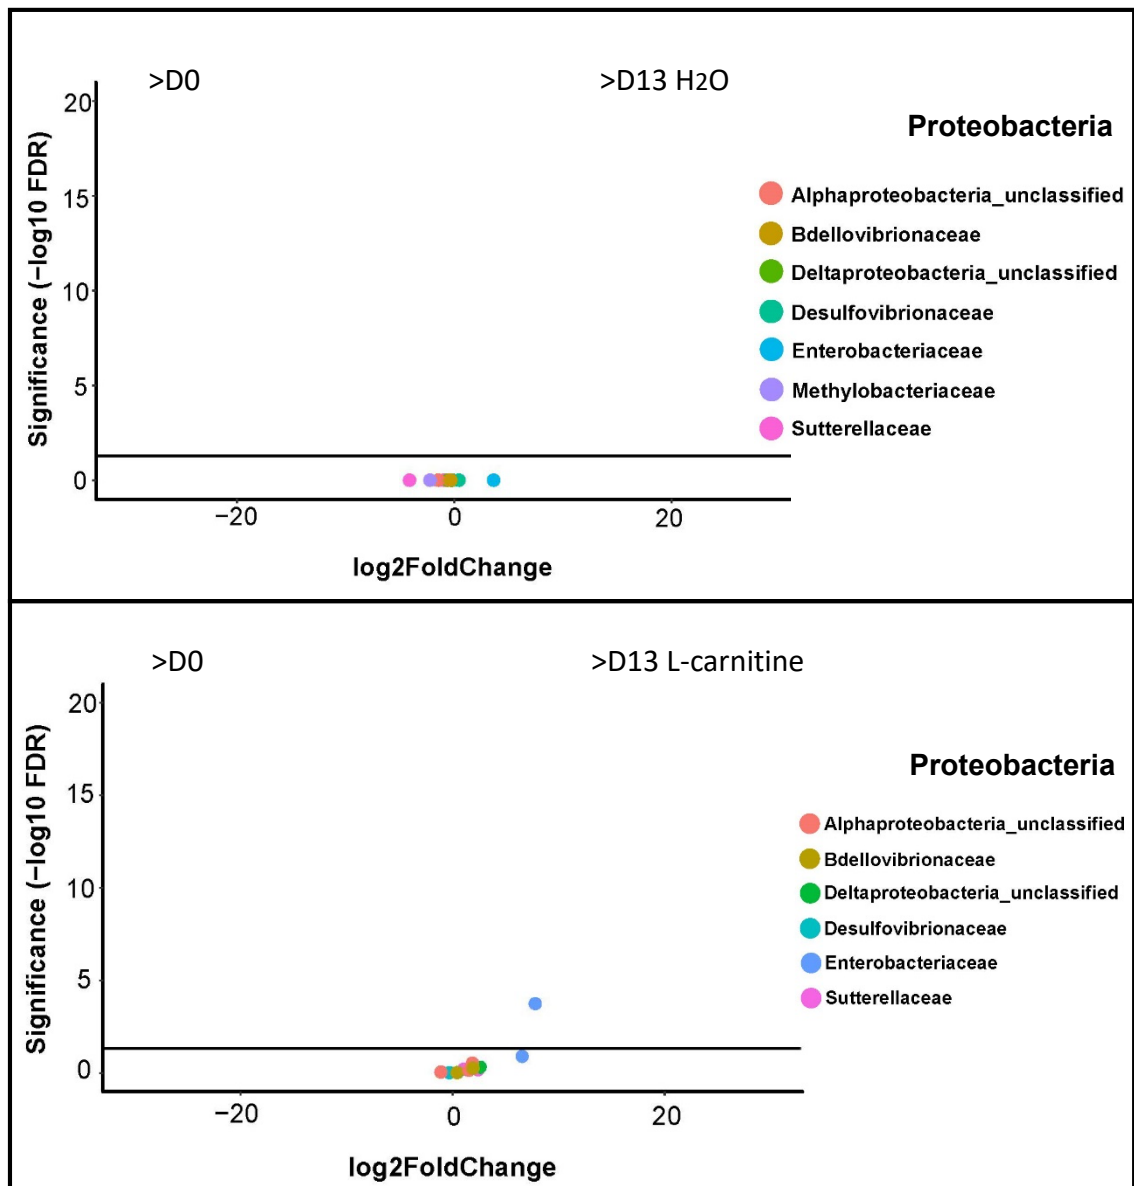 >D0
>D13 H2O
Proteobacteria
Significance (−log10 FDR)
20
15
10
5
0
−20
0
20
log2FoldChange
Alphaproteobacteria_unclassified
Bdellovibrionaceae
Deltaproteobacteria_unclassified
Desulfovibrionaceae
Enterobacteriaceae
Methylobacteriaceae
Sutterellaceae
>D0
>D13 L-carnitine
Proteobacteria
Significance (−log10 FDR)
20
15
10
5
0
−20
0
20
log2FoldChange
Alphaproteobacteria_unclassified
Bdellovibrionaceae
Deltaproteobacteria_unclassified
Desulfovibrionaceae
Enterobacteriaceae
Sutterellaceae